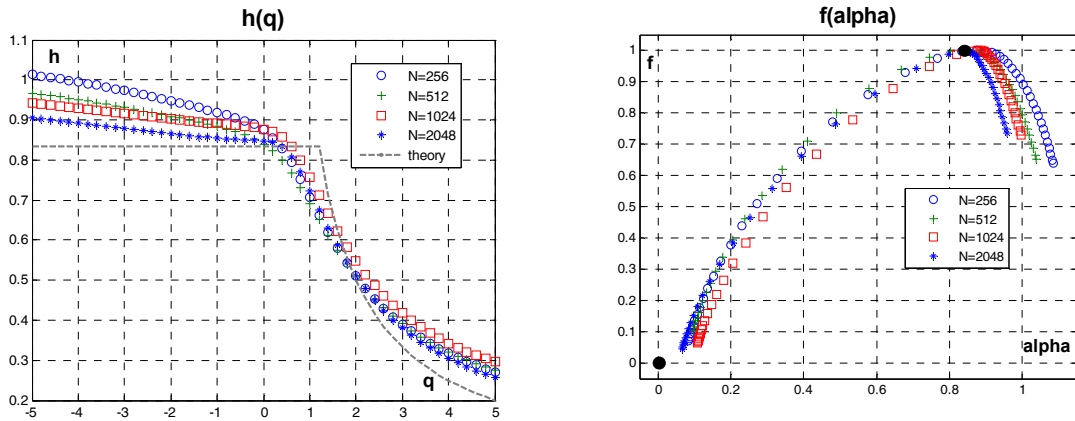 h(q)
h
1.1
1
0.9
0.8
0.7
0.6
0.5
0.4
0.3
0.2
N=256
N=512
N=1024
N=2048
theory
q
-5 -4 -3 -2 -1 0 1 2 3 4 5
f(alpha)
f
1
0.9
0.8
0.7
0.6
0.5
0.4
0.3
0.2
0.1
0
N=256
N=512
N=1024
N=2048
alpha
0 0.2 0.4 0.6 0.8 1